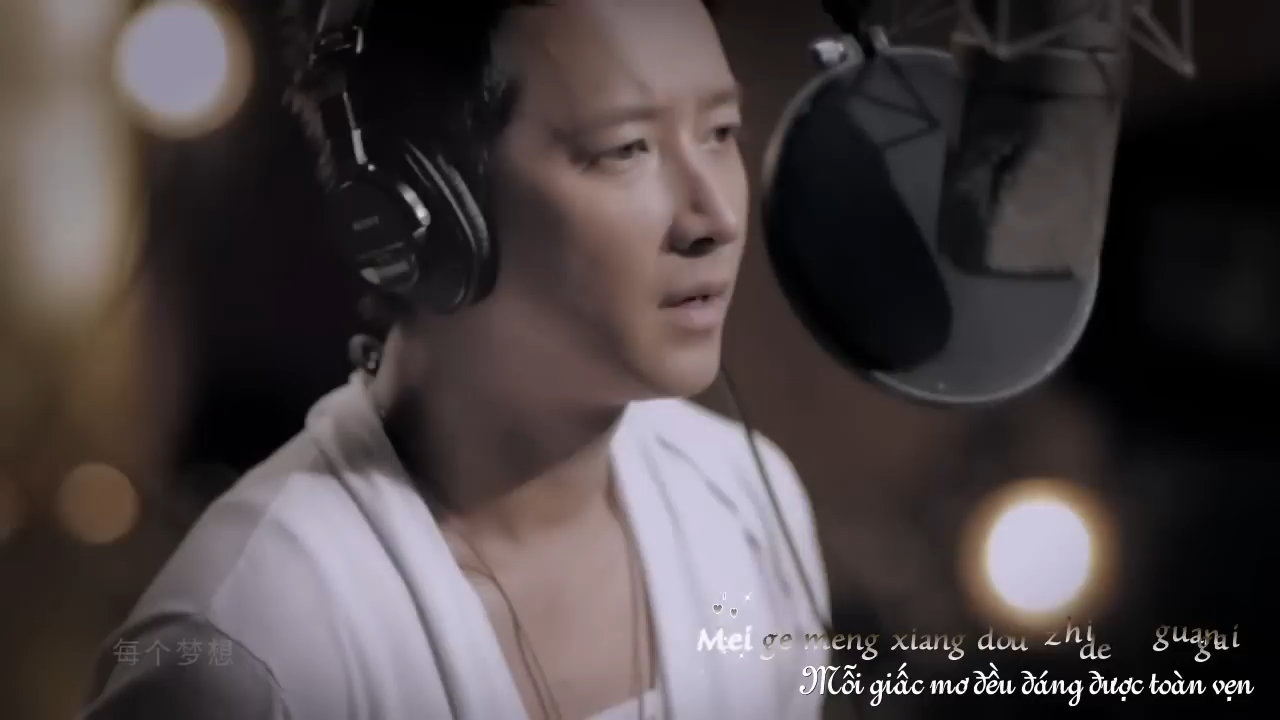 每个梦想
Mei ge meng xiang dou zhi de guan gai
Mỗi giấc mơ đều đáng được toàn vẹn
SONY